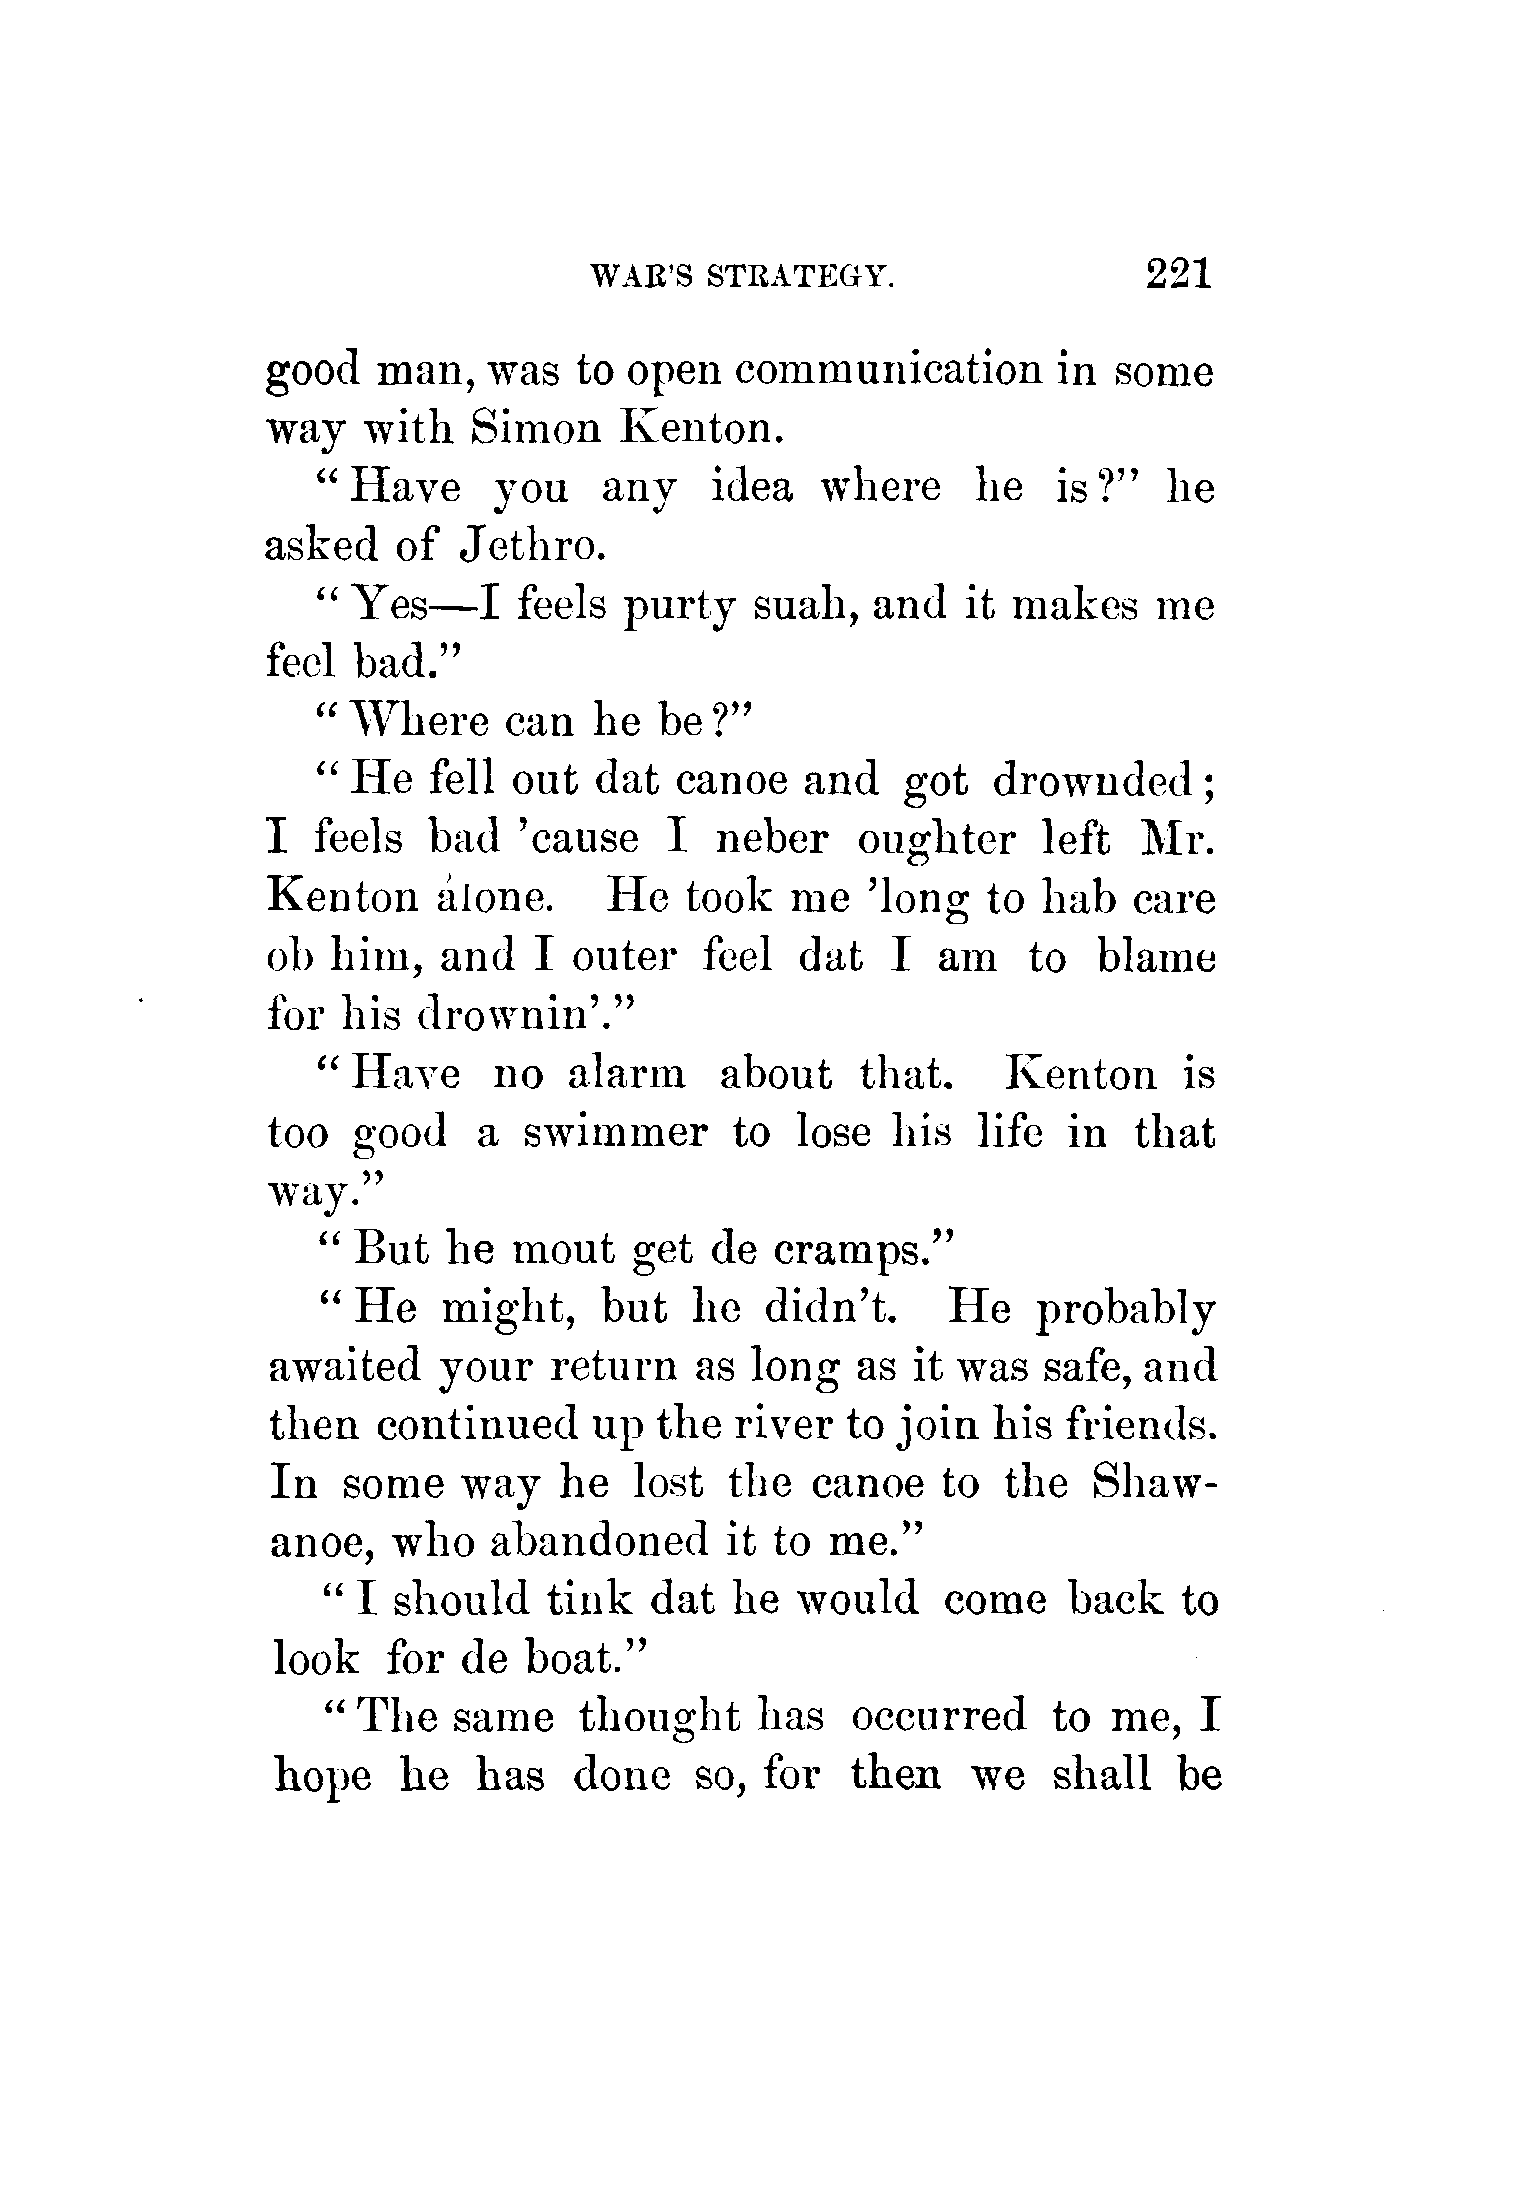 WAR'S STRATEGY. 221
good man, was to open communication in some
way with Simon Kenton.
“Have you any idea where he is?” he
asked of Jethro.
“Yes—I feels purty suah, and it makes me
feel bad.”
“Where can he be?”
“He fell out dat canoe and got drownded;
I feels bad ’cause I neber oughter left Mr.
Kenton alone. He took me ’long to hab care
ob him, and I outer feel dat I am to blame
for his drownin’.”
“Have no alarm about that. Kenton is
too good a swimmer to lose his life in that
way.”
“But he mout get de cramps.”
“He might, but he didn’t. He probably
awaited your return as long as it was safe, and
then continued up the river to join his friends.
In some way he lost the canoe to the Shaw-
anoe, who abandoned it to me.”
“I should tink dat he would come back to
look for de boat.”
“The same thought has occurred to me, I
hope he has done so, for then we shall be